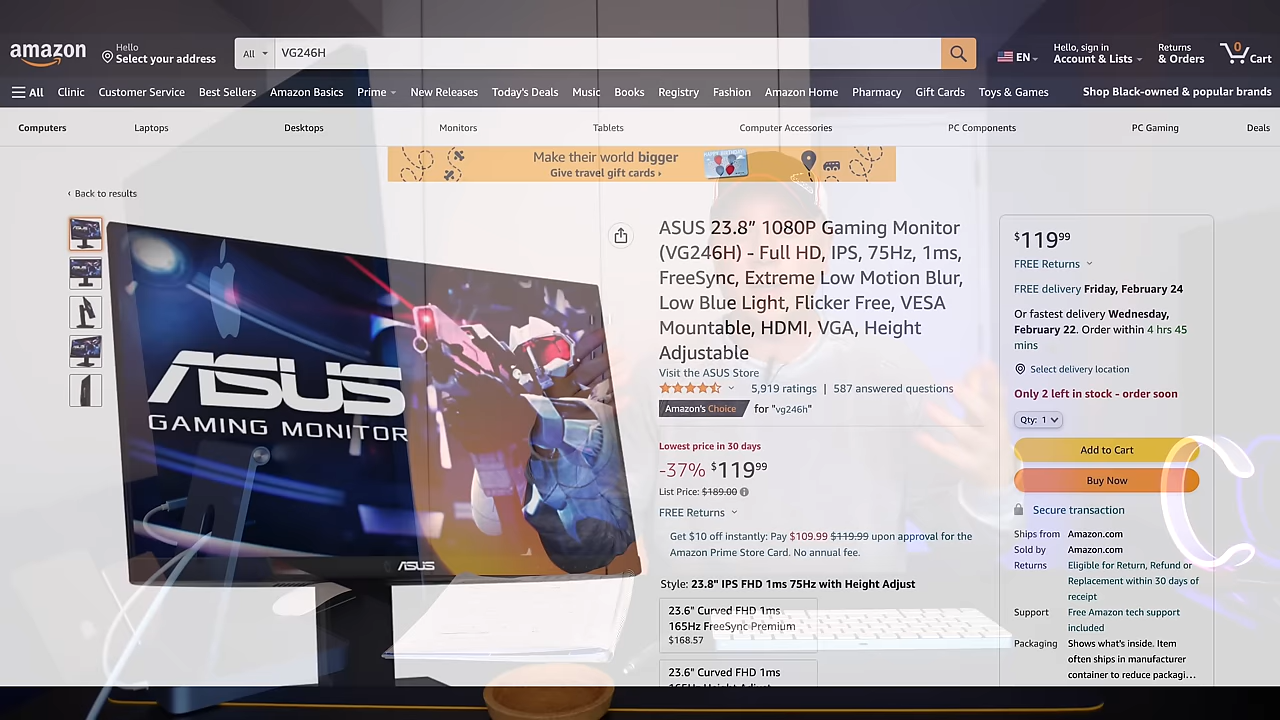 amazon
Hello
Select your address
All
VG246H
EN
Hello, sign in
Account & Lists
Returns
& Orders
0
Cart
All
Clinic
Customer Service
Best Sellers
Amazon Basics
Prime
New Releases
Today's Deals
Music
Books
Registry
Fashion
Amazon Home
Pharmacy
Gift Cards
Toys & Games
Shop Black-owned & popular brands
Computers
Laptops
Desktops
Monitors
Tablets
Computer Accessories
PC Components
PC Gaming
Deals
Make their world bigger
Give travel gift cards ›
‹ Back to results
ASUS
GAMING MONITOR
ASUS
ASUS 23.8” 1080P Gaming Monitor
(VG246H) - Full HD, IPS, 75Hz, 1ms,
FreeSync, Extreme Low Motion Blur,
Low Blue Light, Flicker Free, VESA
Mountable, HDMI, VGA, Height
Adjustable
Visit the ASUS Store
5,919 ratings | 587 answered questions
Amazon's Choice for "vg246h"
Lowest price in 30 days
-37% $119⁹⁹
List Price: $189.00
FREE Returns
Get $10 off instantly: Pay $109.99 $119.99 upon approval for the
Amazon Prime Store Card. No annual fee.
Style: 23.8" IPS FHD 1ms 75Hz with Height Adjust
23.6" Curved FHD 1ms
165Hz FreeSync Premium
$168.57
23.6" Curved FHD 1ms
165Hz Height Adjust
$119⁹⁹
FREE Returns
FREE delivery Friday, February 24
Or fastest delivery Wednesday,
February 22. Order within 4 hrs 45
mins
Select delivery location
Only 2 left in stock - order soon
Qty: 1
Add to Cart
Buy Now
Secure transaction
Ships from Amazon.com
Sold by Amazon.com
Returns Eligible for Return, Refund or
Replacement within 30 days of
receipt
Support Free Amazon tech support
included
Packaging Shows what's inside. Item
often ships in manufacturer
container to reduce packagi…